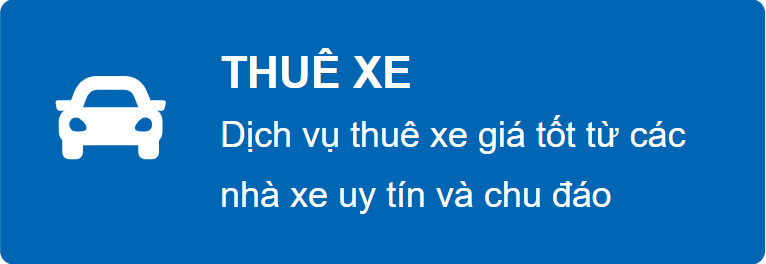 THUÊ XE
Dịch vụ thuê xe giá tốt từ các
nhà xe uy tín và chu đáo